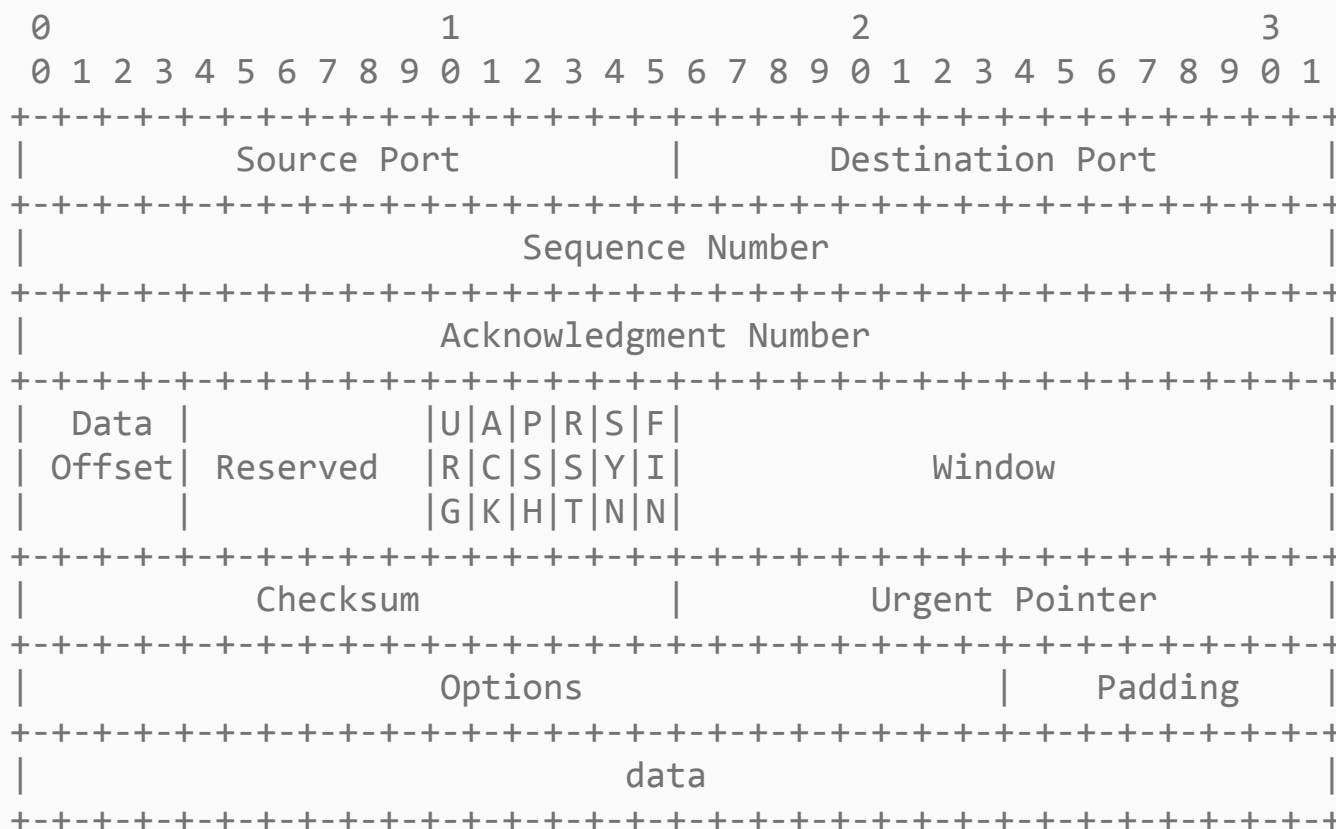 0                   1                   2                   3
 0 1 2 3 4 5 6 7 8 9 0 1 2 3 4 5 6 7 8 9 0 1 2 3 4 5 6 7 8 9 0 1
+-+-+-+-+-+-+-+-+-+-+-+-+-+-+-+-+-+-+-+-+-+-+-+-+-+-+-+-+-+-+-+-+
|          Source Port          |       Destination Port        |
+-+-+-+-+-+-+-+-+-+-+-+-+-+-+-+-+-+-+-+-+-+-+-+-+-+-+-+-+-+-+-+-+
|                        Sequence Number                        |
+-+-+-+-+-+-+-+-+-+-+-+-+-+-+-+-+-+-+-+-+-+-+-+-+-+-+-+-+-+-+-+-+
|                    Acknowledgment Number                      |
+-+-+-+-+-+-+-+-+-+-+-+-+-+-+-+-+-+-+-+-+-+-+-+-+-+-+-+-+-+-+-+-+
|  Data |           |U|A|P|R|S|F|                               |
| Offset| Reserved  |R|C|S|S|Y|I|            Window             |
|       |           |G|K|H|T|N|N|                               |
+-+-+-+-+-+-+-+-+-+-+-+-+-+-+-+-+-+-+-+-+-+-+-+-+-+-+-+-+-+-+-+-+
|           Checksum            |         Urgent Pointer        |
+-+-+-+-+-+-+-+-+-+-+-+-+-+-+-+-+-+-+-+-+-+-+-+-+-+-+-+-+-+-+-+-+
|                    Options                    |    Padding    |
+-+-+-+-+-+-+-+-+-+-+-+-+-+-+-+-+-+-+-+-+-+-+-+-+-+-+-+-+-+-+-+-+
|                             data                              |
+-+-+-+-+-+-+-+-+-+-+-+-+-+-+-+-+-+-+-+-+-+-+-+-+-+-+-+-+-+-+-+-+